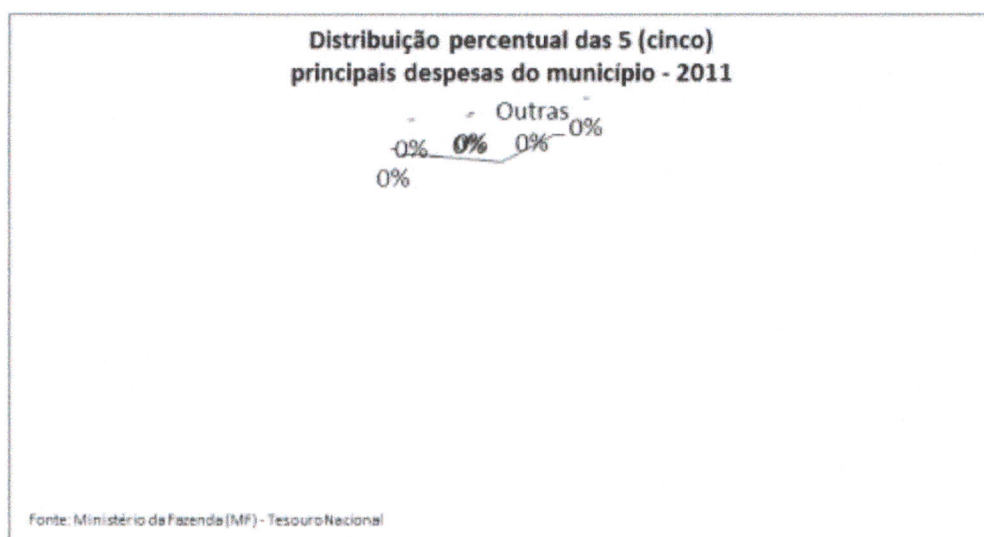 Distribuição percentual das 5 (cinco)
principais despesas do município - 2011
Outras
0% 0% 0% 0%
0%
Fonte: Ministério da Fazenda (MF) - Tesouro Nacional